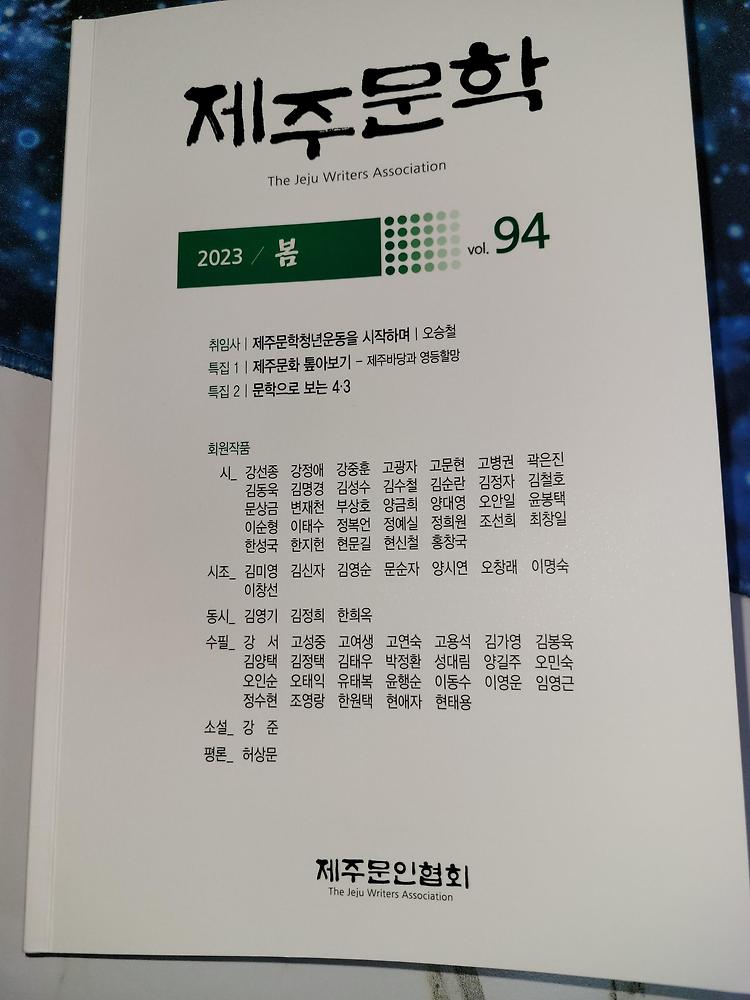 제주문학
The Jeju Writers Association
2023 / 봄
vol. 94
취임사 | 제주문학청년운동을 시작하며 | 오승철
특집 1 | 제주문화 톺아보기 - 제주바당과 영등할망
특집 2 | 문학으로 보는 4·3
회원작품
시_ 강선종 강정애 강중훈 고광자 고문현 고병권 곽은진
김동욱 김명경 김성수 김수철 김순란 김정자 김철호
문상금 변재천 부상호 양금희 양대영 오안일 윤봉택
이순형 이태수 정복언 정예실 정희원 조선희 최창일
한성국 한지헌 현문길 현신철 홍창국
시조_ 김미영 김신자 김영순 문순자 양시연 오창래 이명숙
이창선
동시_ 김영기 김정희 한희옥
수필_ 강 서 고성중 고여생 고연숙 고용석 김가영 김봉육
김양택 김정택 김태우 박정환 성대림 양길주 오민숙
오인순 오태익 유태복 윤행순 이동수 이영운 임영근
정수현 조영랑 한원택 현애자 현태용
소설_ 강 준
평론_ 허상문
제주문인협회
The Jeju Writers Association